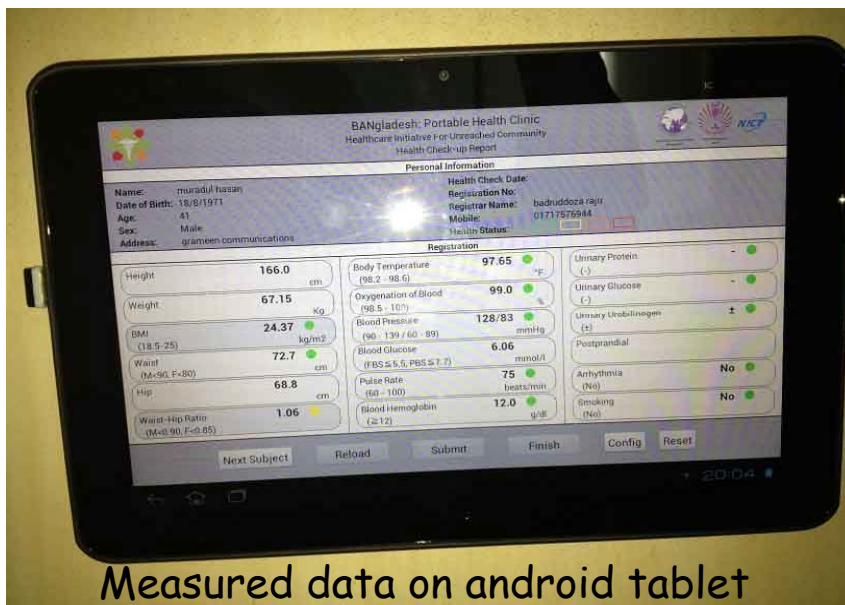 BANgladesh: Portable Health Clinic
Healthcare Initiative For Unreached Community
Health Check-up Report
NICT
Personal Information
Name: muradul hasan
Date of Birth: 18/8/1971
Age: 41
Sex: Male
Address: grameen communications
Health Check Date:
Registration No:
Registrar Name: badruddoza raju
Mobile: 01717576944
Health Status:
Registration
Height 166.0
cm
Weight 67.15
Kg
BMI 24.37
(18.5-25) kg/m2
Waist 72.7
(M<90, F<80) cm
Hip 68.8
cm
Waist-Hip Ratio 1.06
(M<0.90, F<0.85)
Body Temperature 97.65
(98.2 - 98.6) °F
Oxygenation of Blood 99.0
(98.5 - 100) %
Blood Pressure 128/83
(90 - 139 / 60 - 89) mmHg
Blood Glucose 6.06
(FBS≦5.5, PBS≦7.7) mmol/l
Pulse Rate 75
(60 - 100) beats/min
Blood Hemoglobin 12.0
(≧12) g/dl
Urinary Protein -
(-)
Urinary Glucose -
(-)
Urinary Urobilinogen ±
(±)
Postprandial
Arrhythmia No
(No)
Smoking No
(No)
Next Subject Reload Submit Finish Config Reset
20:04
Measured data on android tablet